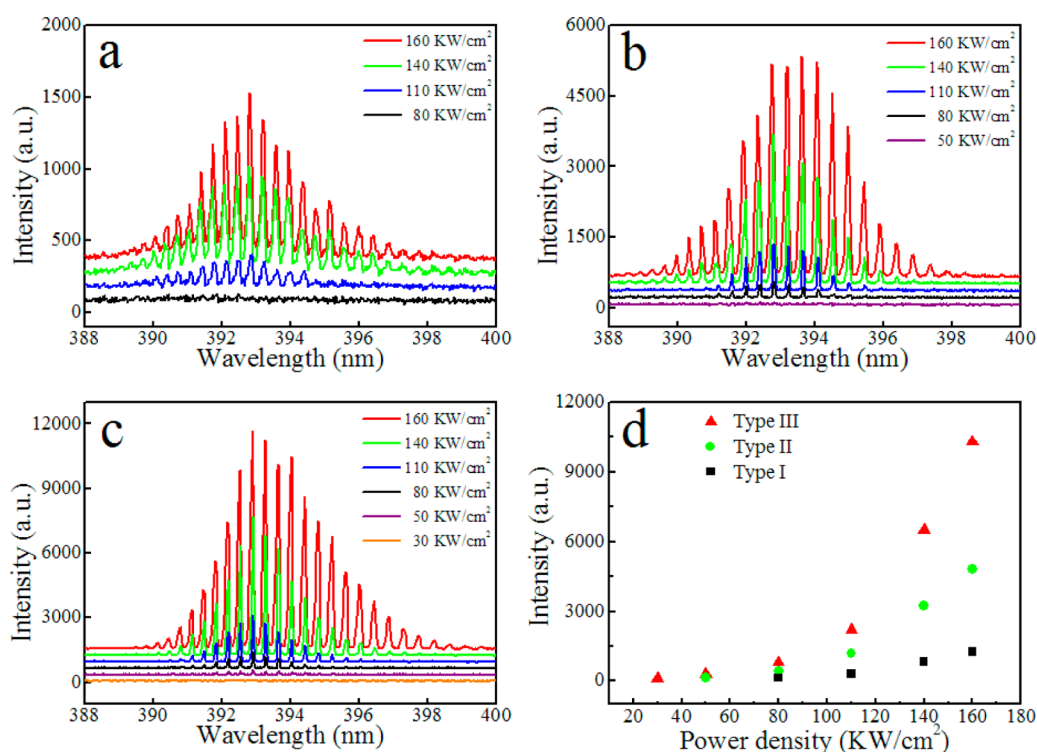 a
2000
1500
1000
500
0
160 KW/cm²
140 KW/cm²
110 KW/cm²
80 KW/cm²
Intensity (a.u.)
388 390 392 394 396 398 400
Wavelength (nm)
b
6000
4500
3000
1500
0
160 KW/cm²
140 KW/cm²
110 KW/cm²
80 KW/cm²
50 KW/cm²
Intensity (a.u.)
388 390 392 394 396 398 400
Wavelength (nm)
c
12000
9000
6000
3000
0
160 KW/cm²
140 KW/cm²
110 KW/cm²
80 KW/cm²
50 KW/cm²
30 KW/cm²
Intensity (a.u.)
388 390 392 394 396 398 400
Wavelength (nm)
d
12000
9000
6000
3000
0
Type III
Type II
Type I
Intensity (a.u.)
20 40 60 80 100 120 140 160 180
Power density (KW/cm²)